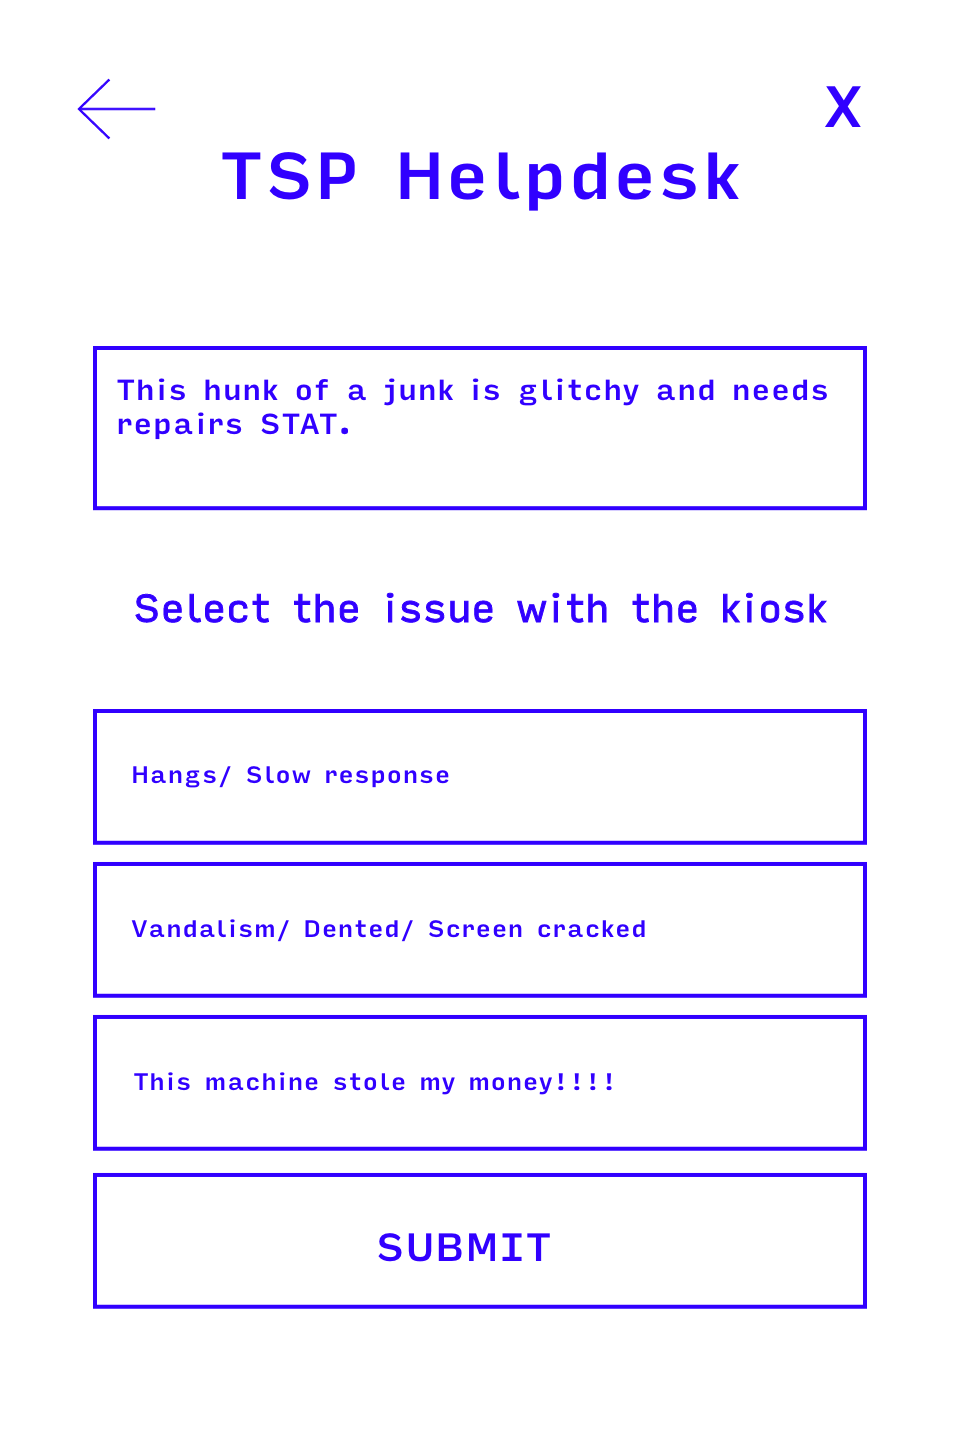 X
TSP Helpdesk
This hunk of a junk is glitchy and needs
repairs STAT.
Select the issue with the kiosk
Hangs/ Slow response
Vandalism/ Dented/ Screen cracked
This machine stole my money!!!!
SUBMIT